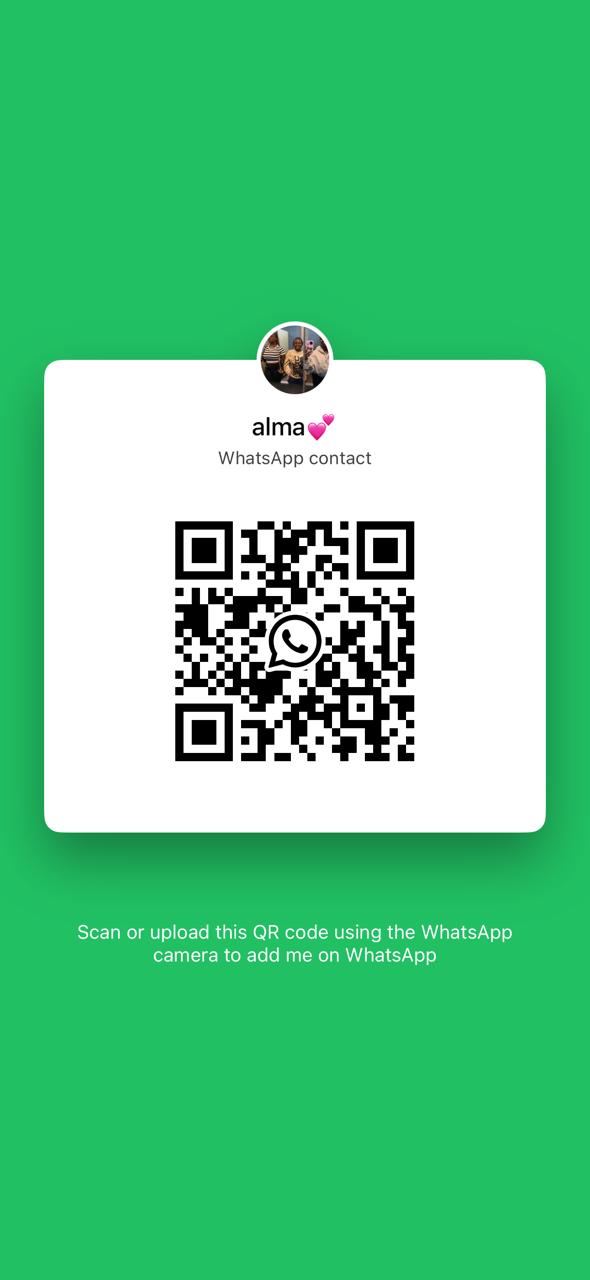 alma💕
WhatsApp contact
Scan or upload this QR code using the WhatsApp
camera to add me on WhatsApp